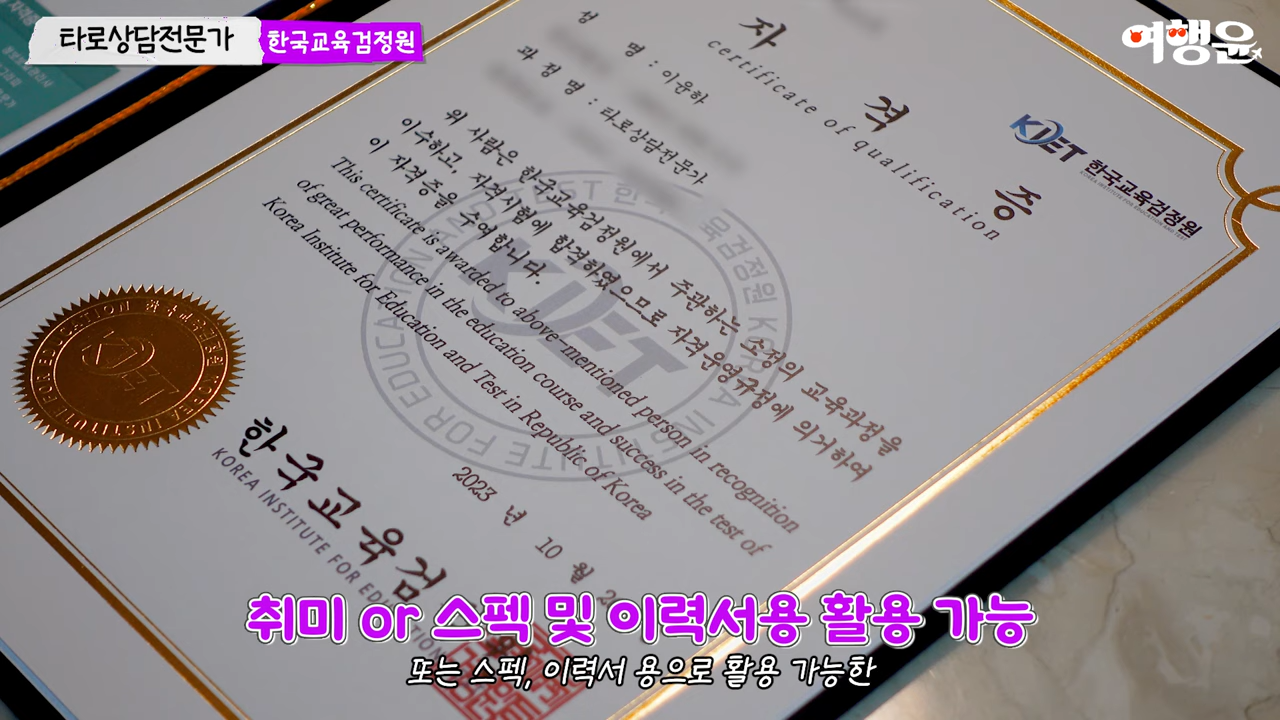 타로상담전문가 한국교육검정원
여행윤
자격증
certificate of qualification
KIET 한국교육검정원
성 명 : 이윤하
과 정 명 : 타로상담전문가
위 사람은 한국교육검정원에서 주관하는 소정의 교육과정을
이수하고, 자격시험에 합격하였으므로 자격운영규정에 의거하여
이 자격증을 수여합니다.
This certificate is awarded to above-mentioned person in recognition
of great performance in the education course and success in the test of
Korea Institute for Education and Test in Republic of Korea
2023 년 10 월
한국교육검
KOREA INSTITUTE FOR EDUCATION
취미 or 스펙 및 이력서용 활용 가능
또는 스펙, 이력서 용으로 활용 가능한